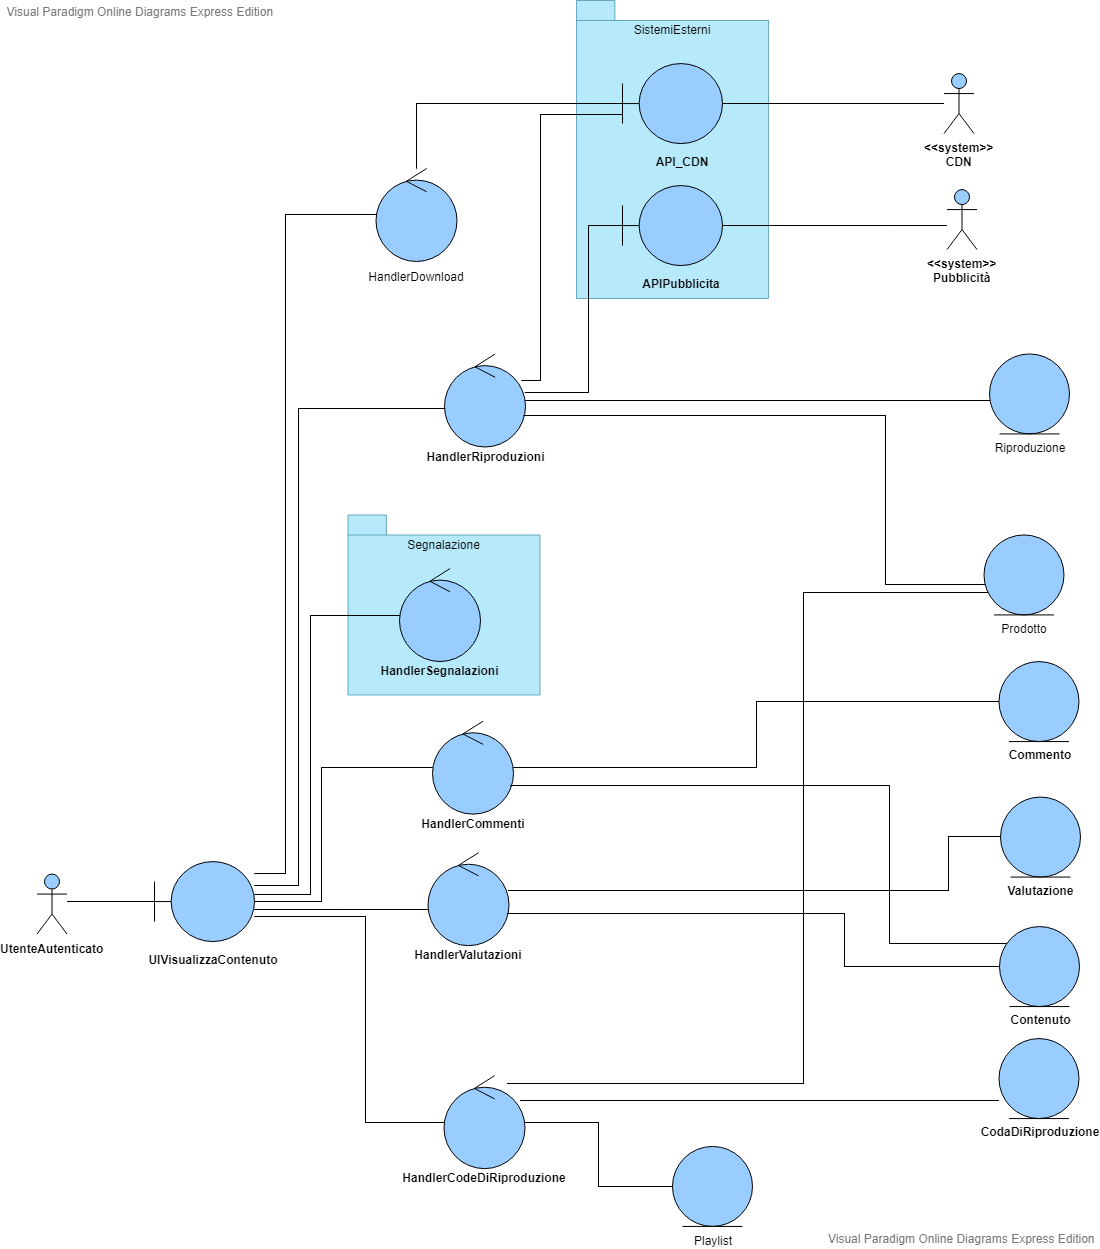 Visual Paradigm Online Diagrams Express Edition
SistemiEsterni
API_CDN
<<system>>
CDN
APIPubblicita
<<system>>
Pubblicità
HandlerDownload
HandlerRiproduzioni
Riproduzione
Segnalazione
HandlerSegnalazioni
Prodotto
Commento
HandlerCommenti
Valutazione
HandlerValutazioni
UtenteAutenticato
UIVisualizzaContenuto
Contenuto
CodaDiRiproduzione
HandlerCodeDiRiproduzione
Playlist
Visual Paradigm Online Diagrams Express Edition